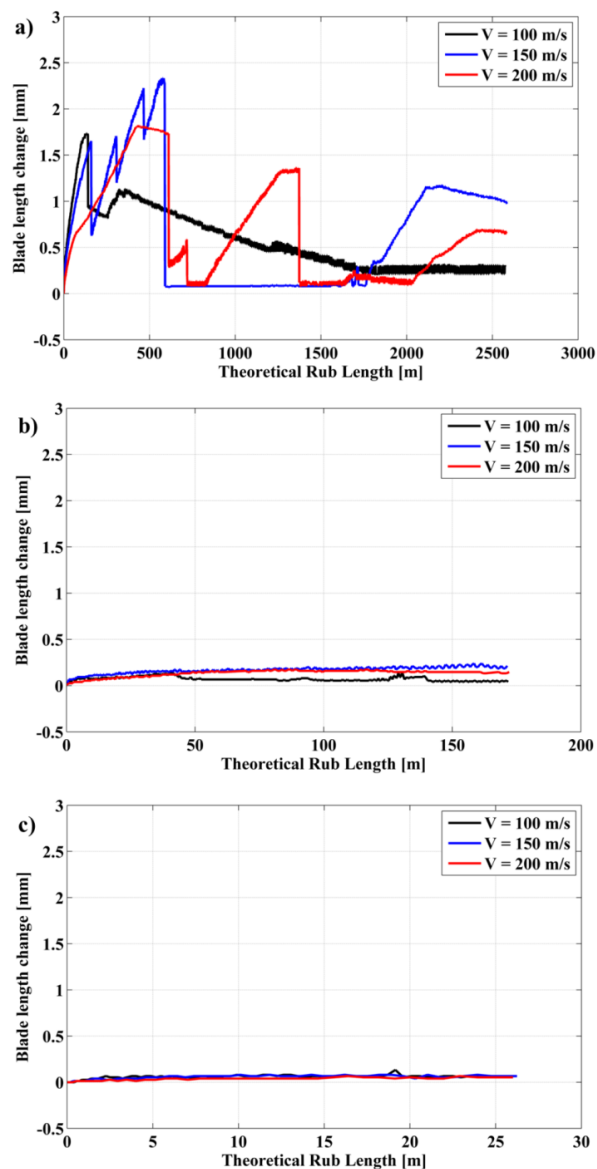 a)
3
2.5
2
1.5
1
0.5
0
-0.5
Blade length change [mm]
V = 100 m/s
V = 150 m/s
V = 200 m/s
0 500 1000 1500 2000 2500 3000
Theoretical Rub Length [m]
b)
3
2.5
2
1.5
1
0.5
0
-0.5
Blade length change [mm]
V = 100 m/s
V = 150 m/s
V = 200 m/s
0 50 100 150 200
Theoretical Rub Length [m]
c)
3
2.5
2
1.5
1
0.5
0
-0.5
Blade length change [mm]
V = 100 m/s
V = 150 m/s
V = 200 m/s
0 5 10 15 20 25 30
Theoretical Rub Length [m]